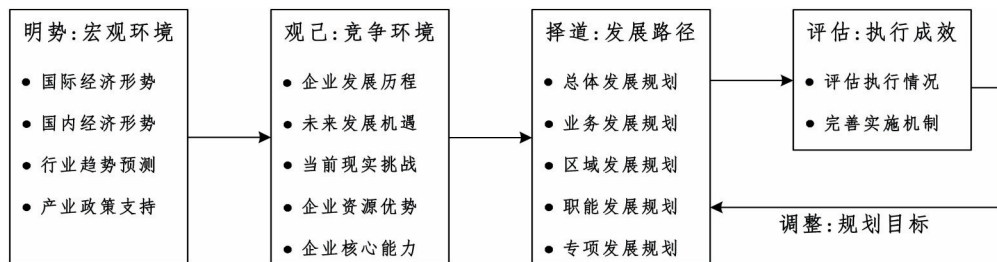 明势:宏观环境
● 国际经济形势
● 国内经济形势
● 行业趋势预测
● 产业政策支持
观己:竞争环境
● 企业发展历程
● 未来发展机遇
● 当前现实挑战
● 企业资源优势
● 企业核心能力
择道:发展路径
● 总体发展规划
● 业务发展规划
● 区域发展规划
● 职能发展规划
● 专项发展规划
评估:执行成效
● 评估执行情况
● 完善实施机制
调整:规划目标